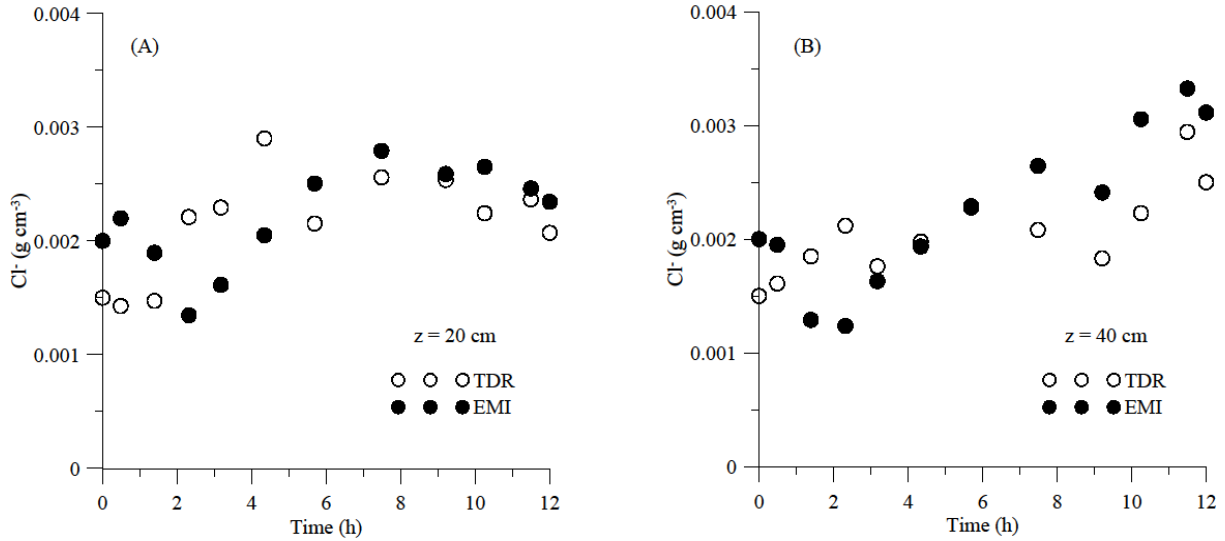 (A)
0.004
0.003
0.002
0.001
0
Cl⁻ (g cm⁻³)
z = 20 cm
TDR
EMI
0 2 4 6 8 10 12
Time (h)
(B)
0.004
0.003
0.002
0.001
0
Cl⁻ (g cm⁻³)
z = 40 cm
TDR
EMI
0 2 4 6 8 10 12
Time (h)